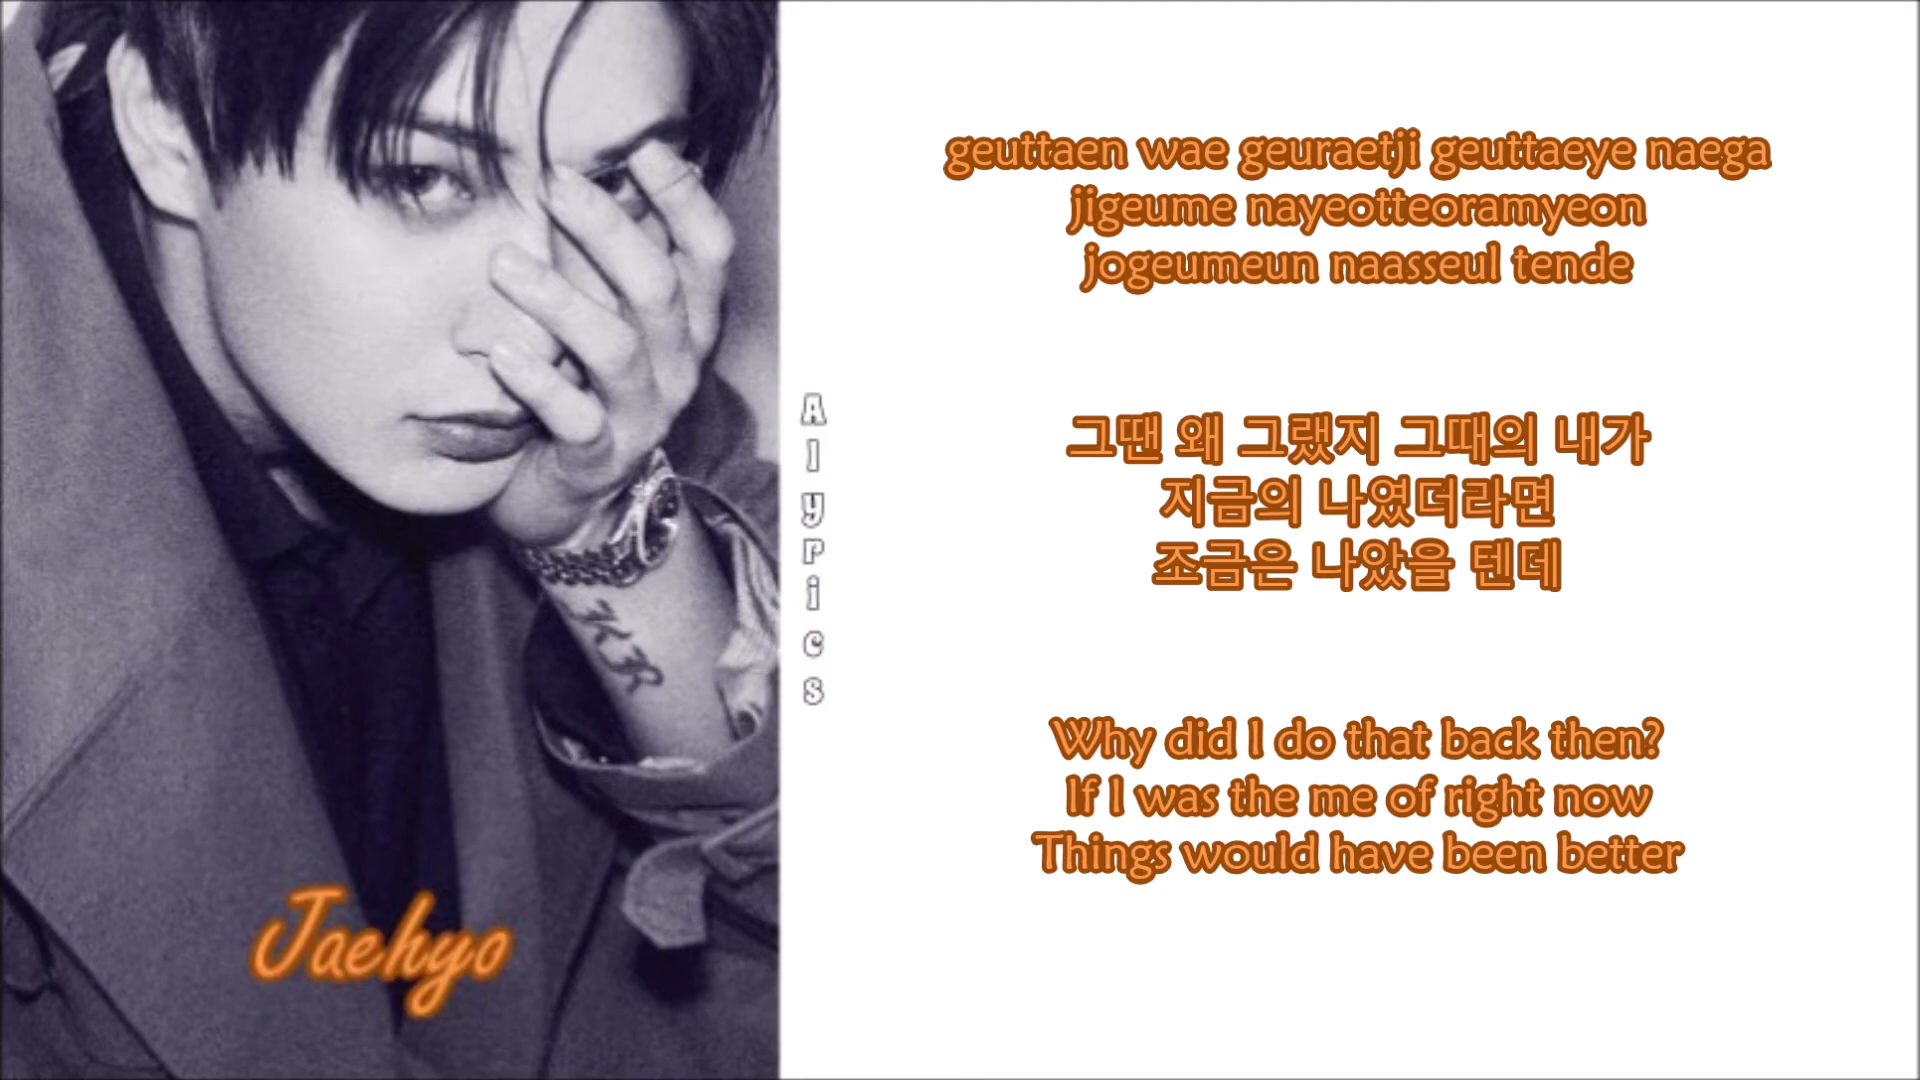 geuttaen wae geuraetji geuttaeye naega
jigeume nayeotteoramyeon
jogeumeun naasseul tende
그땐 왜 그랬지 그때의 내가
지금의 나였더라면
조금은 나았을 텐데
Why did I do that back then?
If I was the me of right now
Things would have been better
Alyrics
Jaehyo